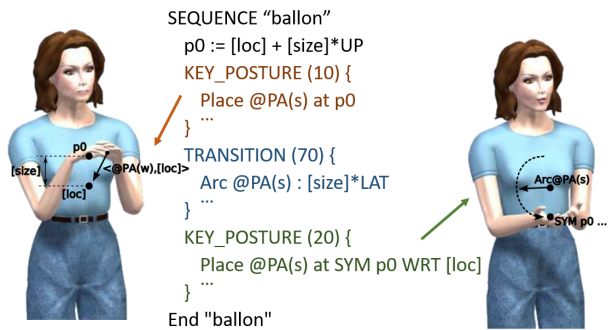 SEQUENCE “ballon”
p0 := [loc] + [size]*UP
KEY_POSTURE (10) {
Place @PA(s) at p0
...
}
TRANSITION (70) {
Arc @PA(s) : [size]*LAT
...
}
KEY_POSTURE (20) {
Place @PA(s) at SYM p0 WRT [loc]
...
}
End "ballon"
p0
[size]
<@PA(w),[loc]>
[loc]
Arc@PA(s)
SYM p0 ...